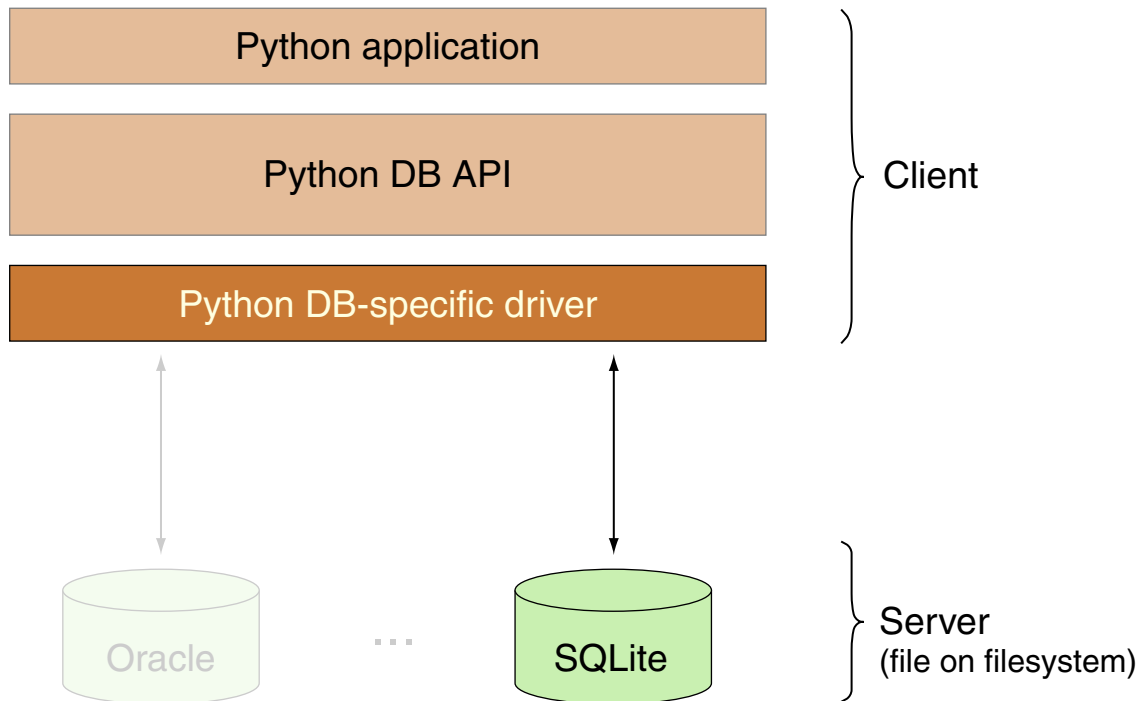 Python application
Python DB API
Client
Python DB-specific driver
Oracle
...
SQLite
Server
(file on filesystem)